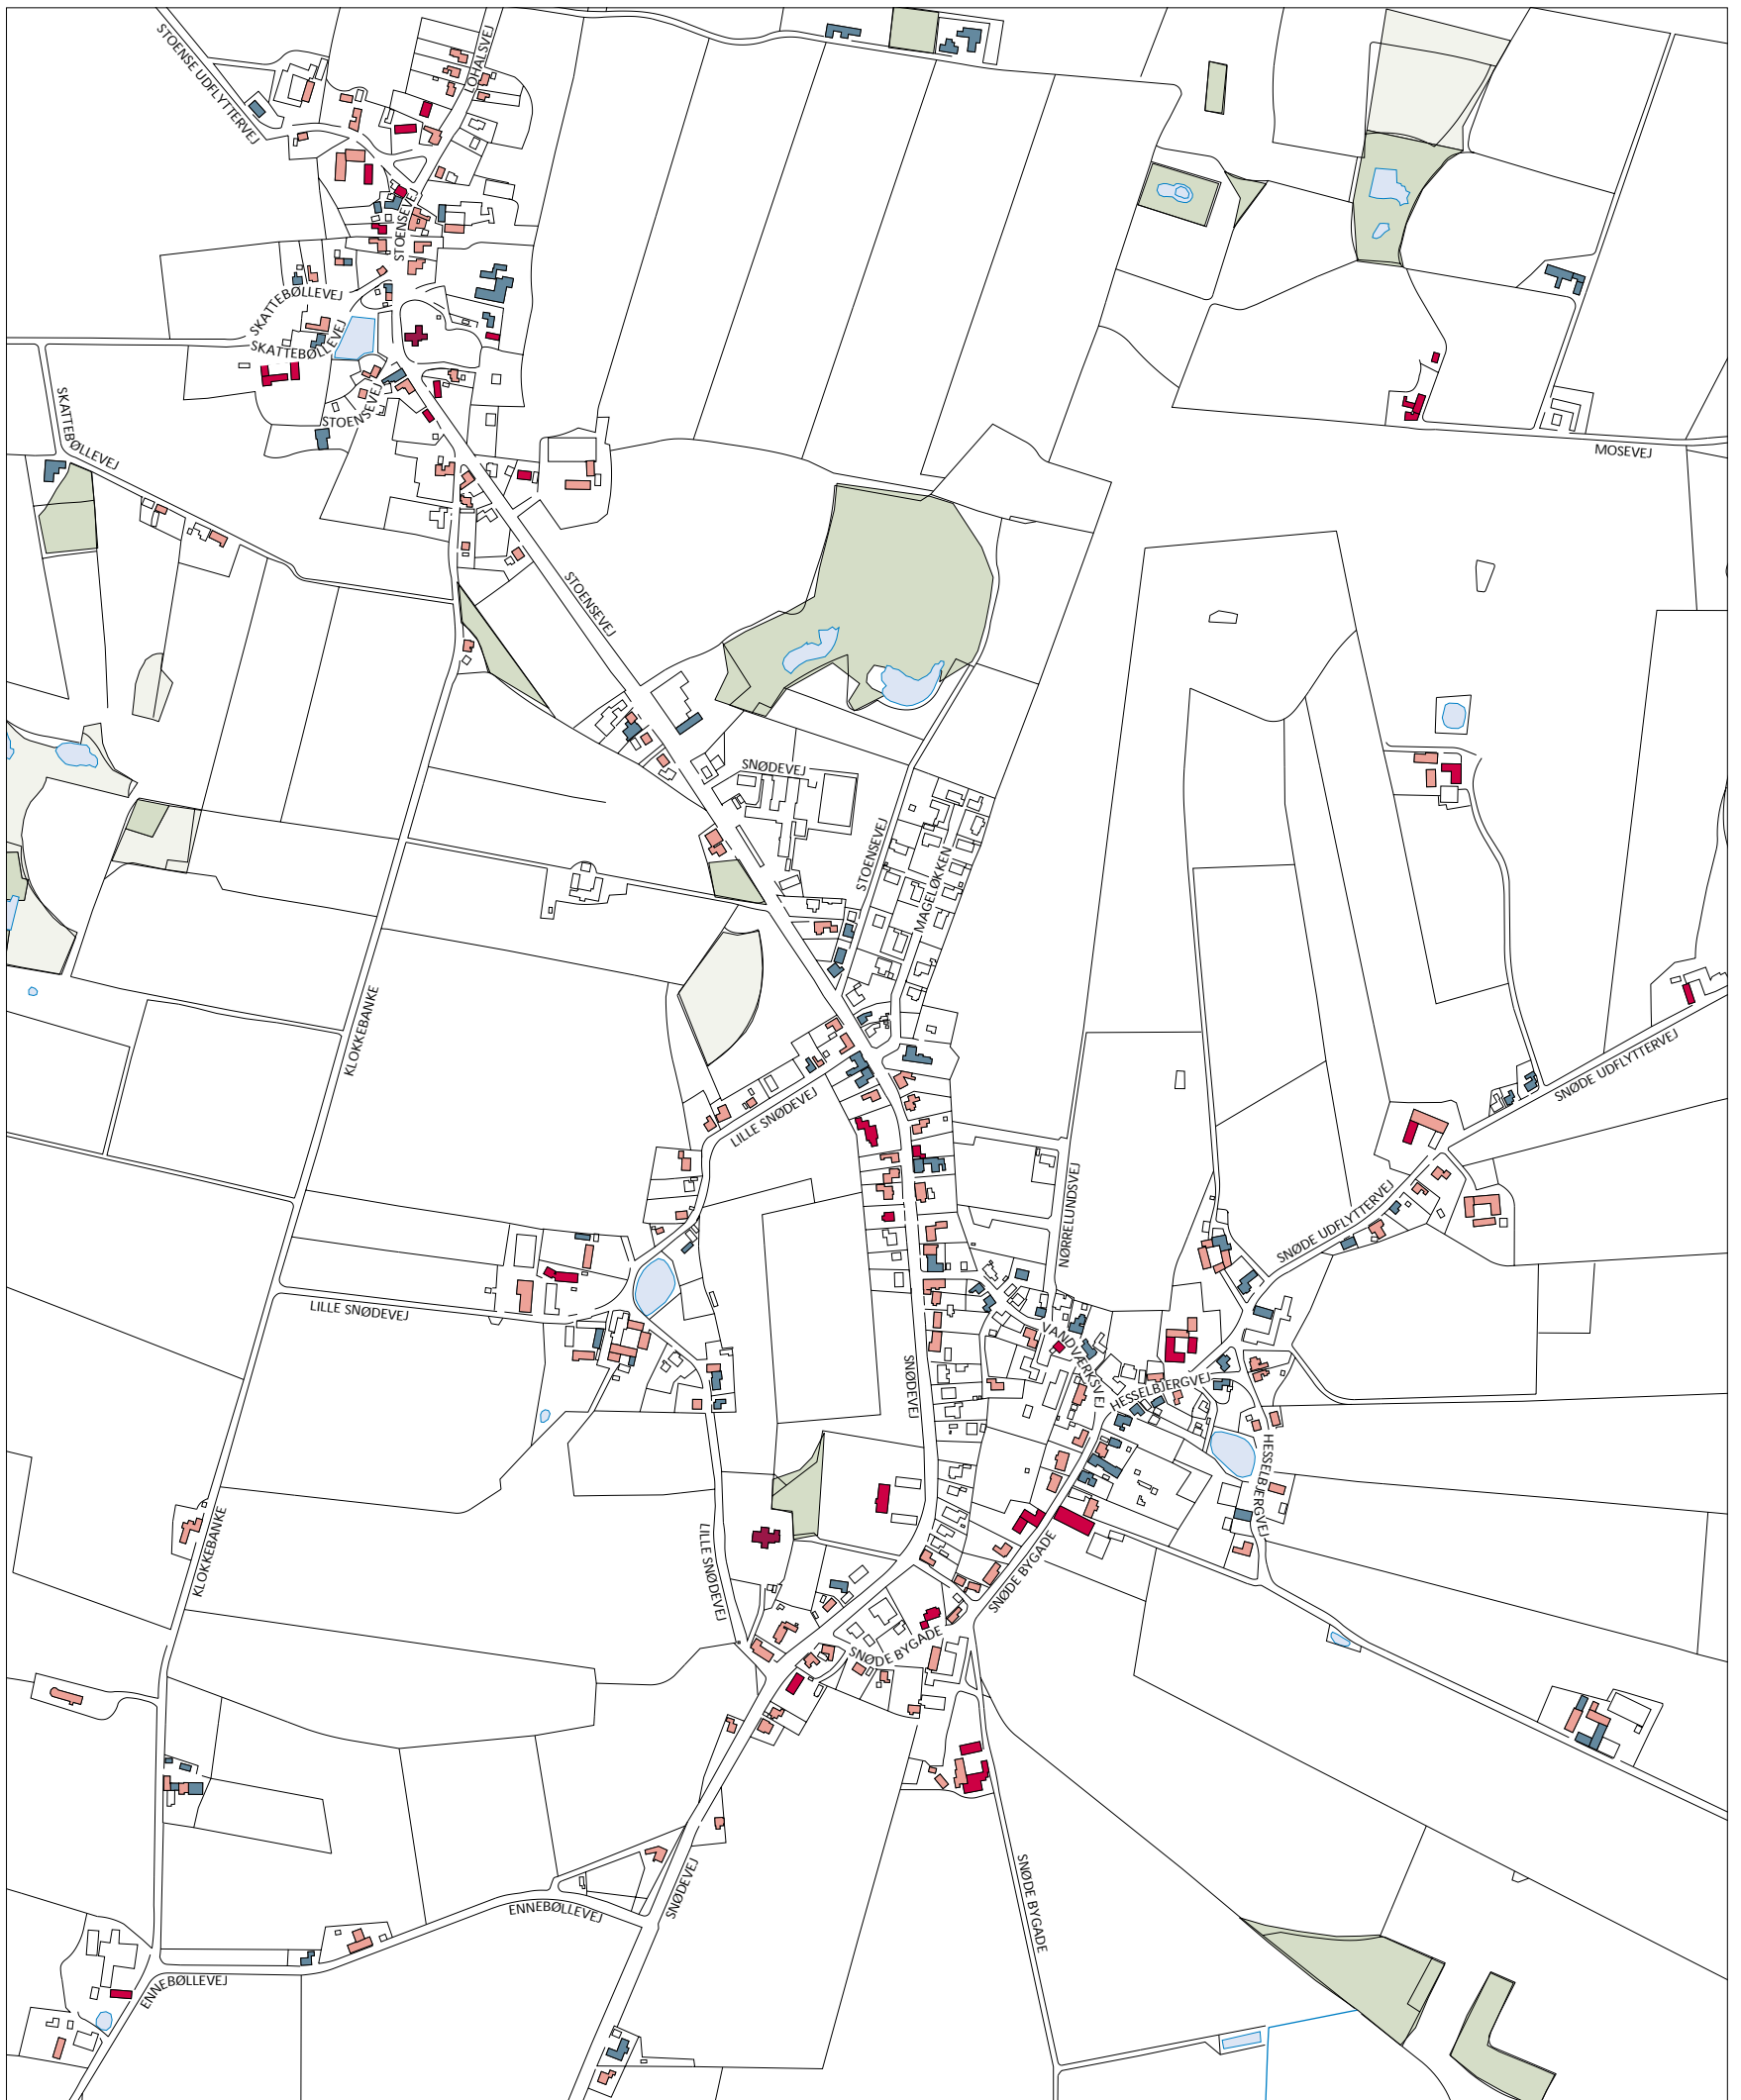 STOENSE UDFLYTTERVEJ
LOHALSVEJ
STOENSEVEJ
SKATTEBØLLEVEJ
SKATTEBØLLEVEJ
STOENSEVEJ
SKATTEBØLLEVEJ
MOSEVEJ
STOENSEVEJ
SNØDEVEJ
STOENSEVEJ
MAGELØKKEN
KLOKKEBANKE
SNØDE UDFLYTTERVEJ
LILLE SNØDEVEJ
NØRRELUNDSVEJ
SNØDE UDFLYTTERVEJ
LILLE SNØDEVEJ
VANDVÆRKSVEJ
SNØDEVEJ
HESSELBJERGVEJ
HESSELBJERGVEJ
KLOKKEBANKE
LILLE SNØDEVEJ
SNØDE BYGADE
SNØDE BYGADE
SNØDEVEJ
SNØDE BYGADE
ENNEBØLLEVEJ
ENNEBØLLEVEJ